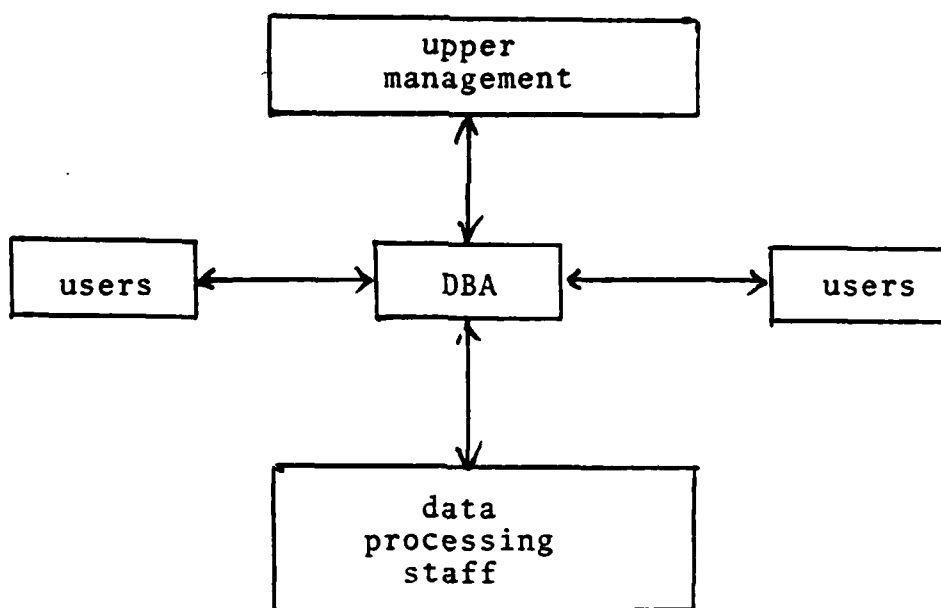 upper
management
users
DBA
users
data
processing
staff